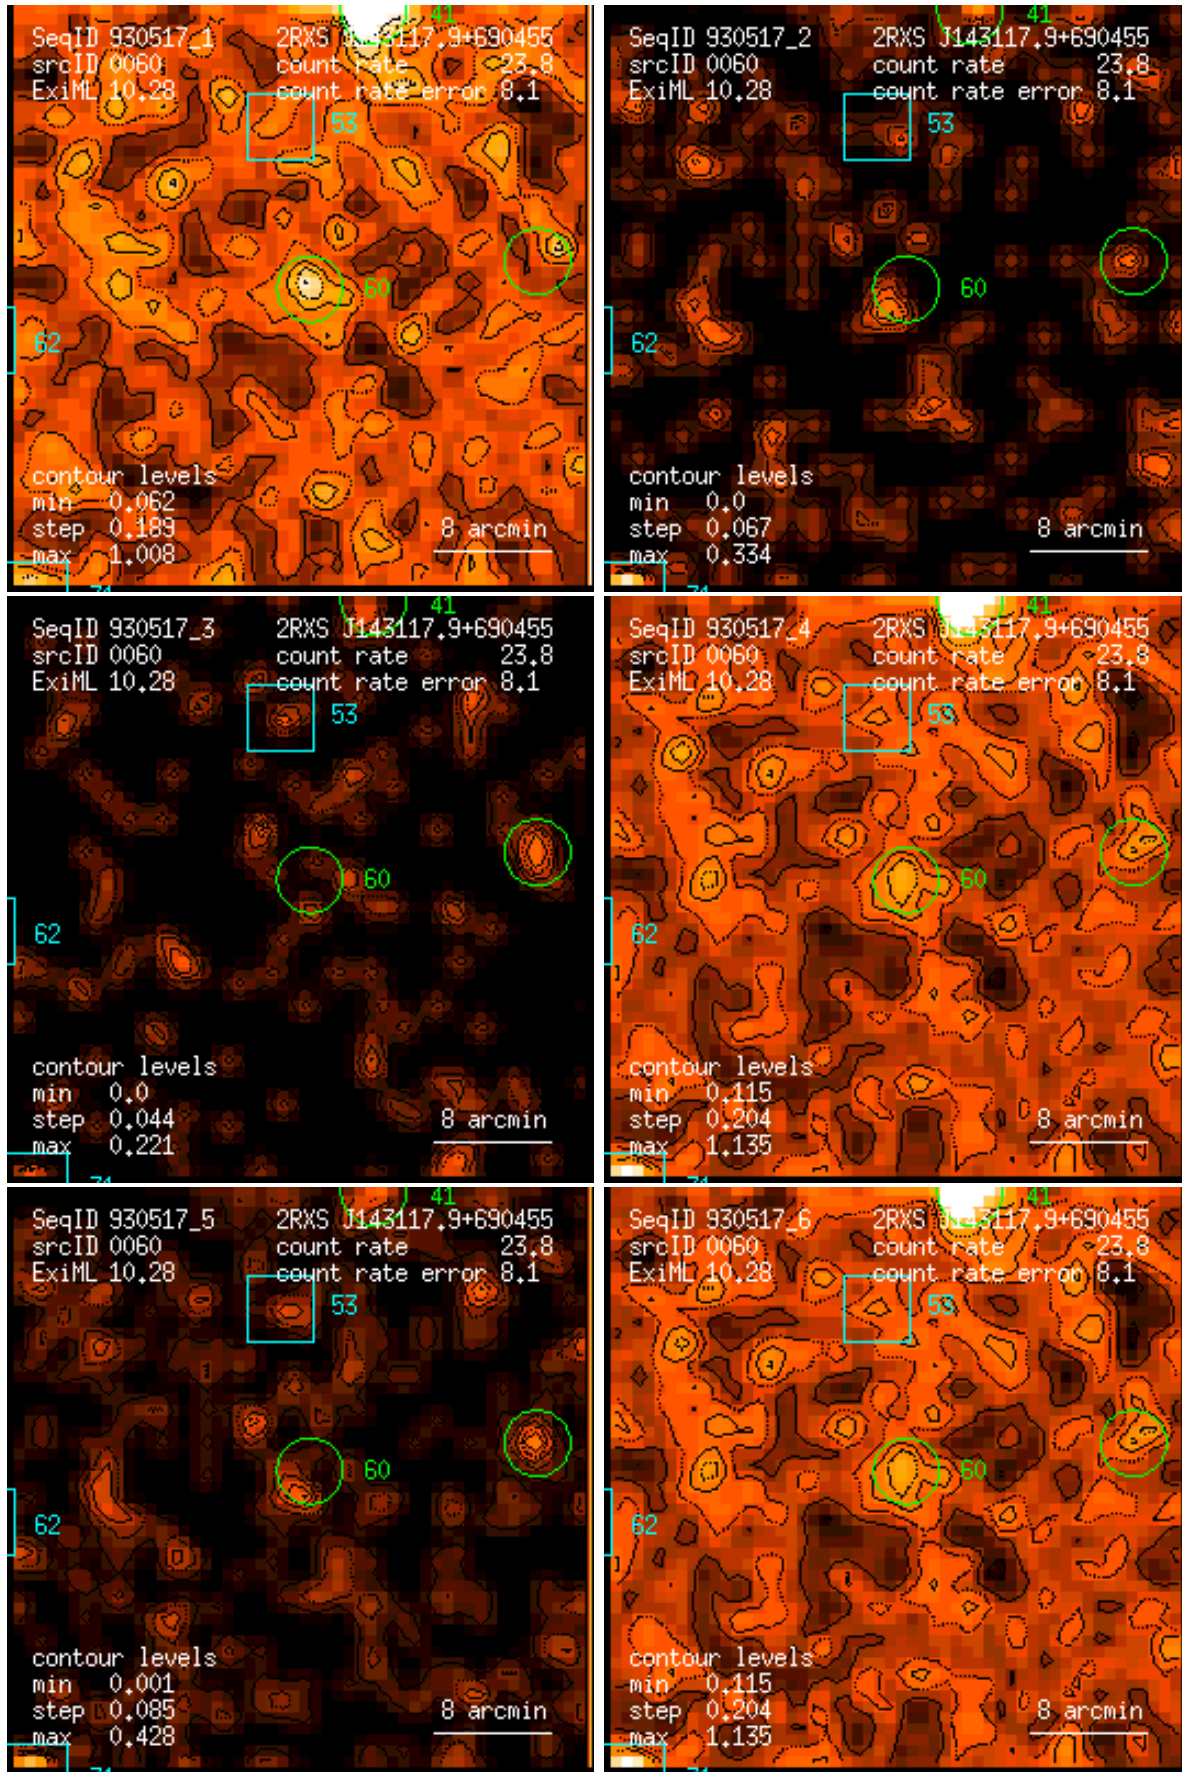 41
SeqID 930517_1 2RXS J143117.9+690455
srcID 0060 count rate 23.8
ExiML 10.28 count rate error 8.1
53
60
62
contour levels
min 0.062
step 0.189 8 arcmin
max 1.008
71
41
SeqID 930517_2 2RXS J143117.9+690455
srcID 0060 count rate 23.8
ExiML 10.28 count rate error 8.1
53
60
62
contour levels
min 0.0
step 0.067 8 arcmin
max 0.334
71
41
SeqID 930517_3 2RXS J143117.9+690455
srcID 0060 count rate 23.8
ExiML 10.28 count rate error 8.1
53
60
62
contour levels
min 0.0
step 0.044 8 arcmin
max 0.221
71
41
SeqID 930517_4 2RXS J143117.9+690455
srcID 0060 count rate 23.8
ExiML 10.28 count rate error 8.1
53
60
62
contour levels
min 0.115
step 0.204 8 arcmin
max 1.135
71
41
SeqID 930517_5 2RXS J143117.9+690455
srcID 0060 count rate 23.8
ExiML 10.28 count rate error 8.1
53
60
62
contour levels
min 0.001
step 0.085 8 arcmin
max 0.428
71
41
SeqID 930517_6 2RXS J143117.9+690455
srcID 0060 count rate 23.8
ExiML 10.28 count rate error 8.1
53
60
62
contour levels
min 0.115
step 0.204 8 arcmin
max 1.135
71